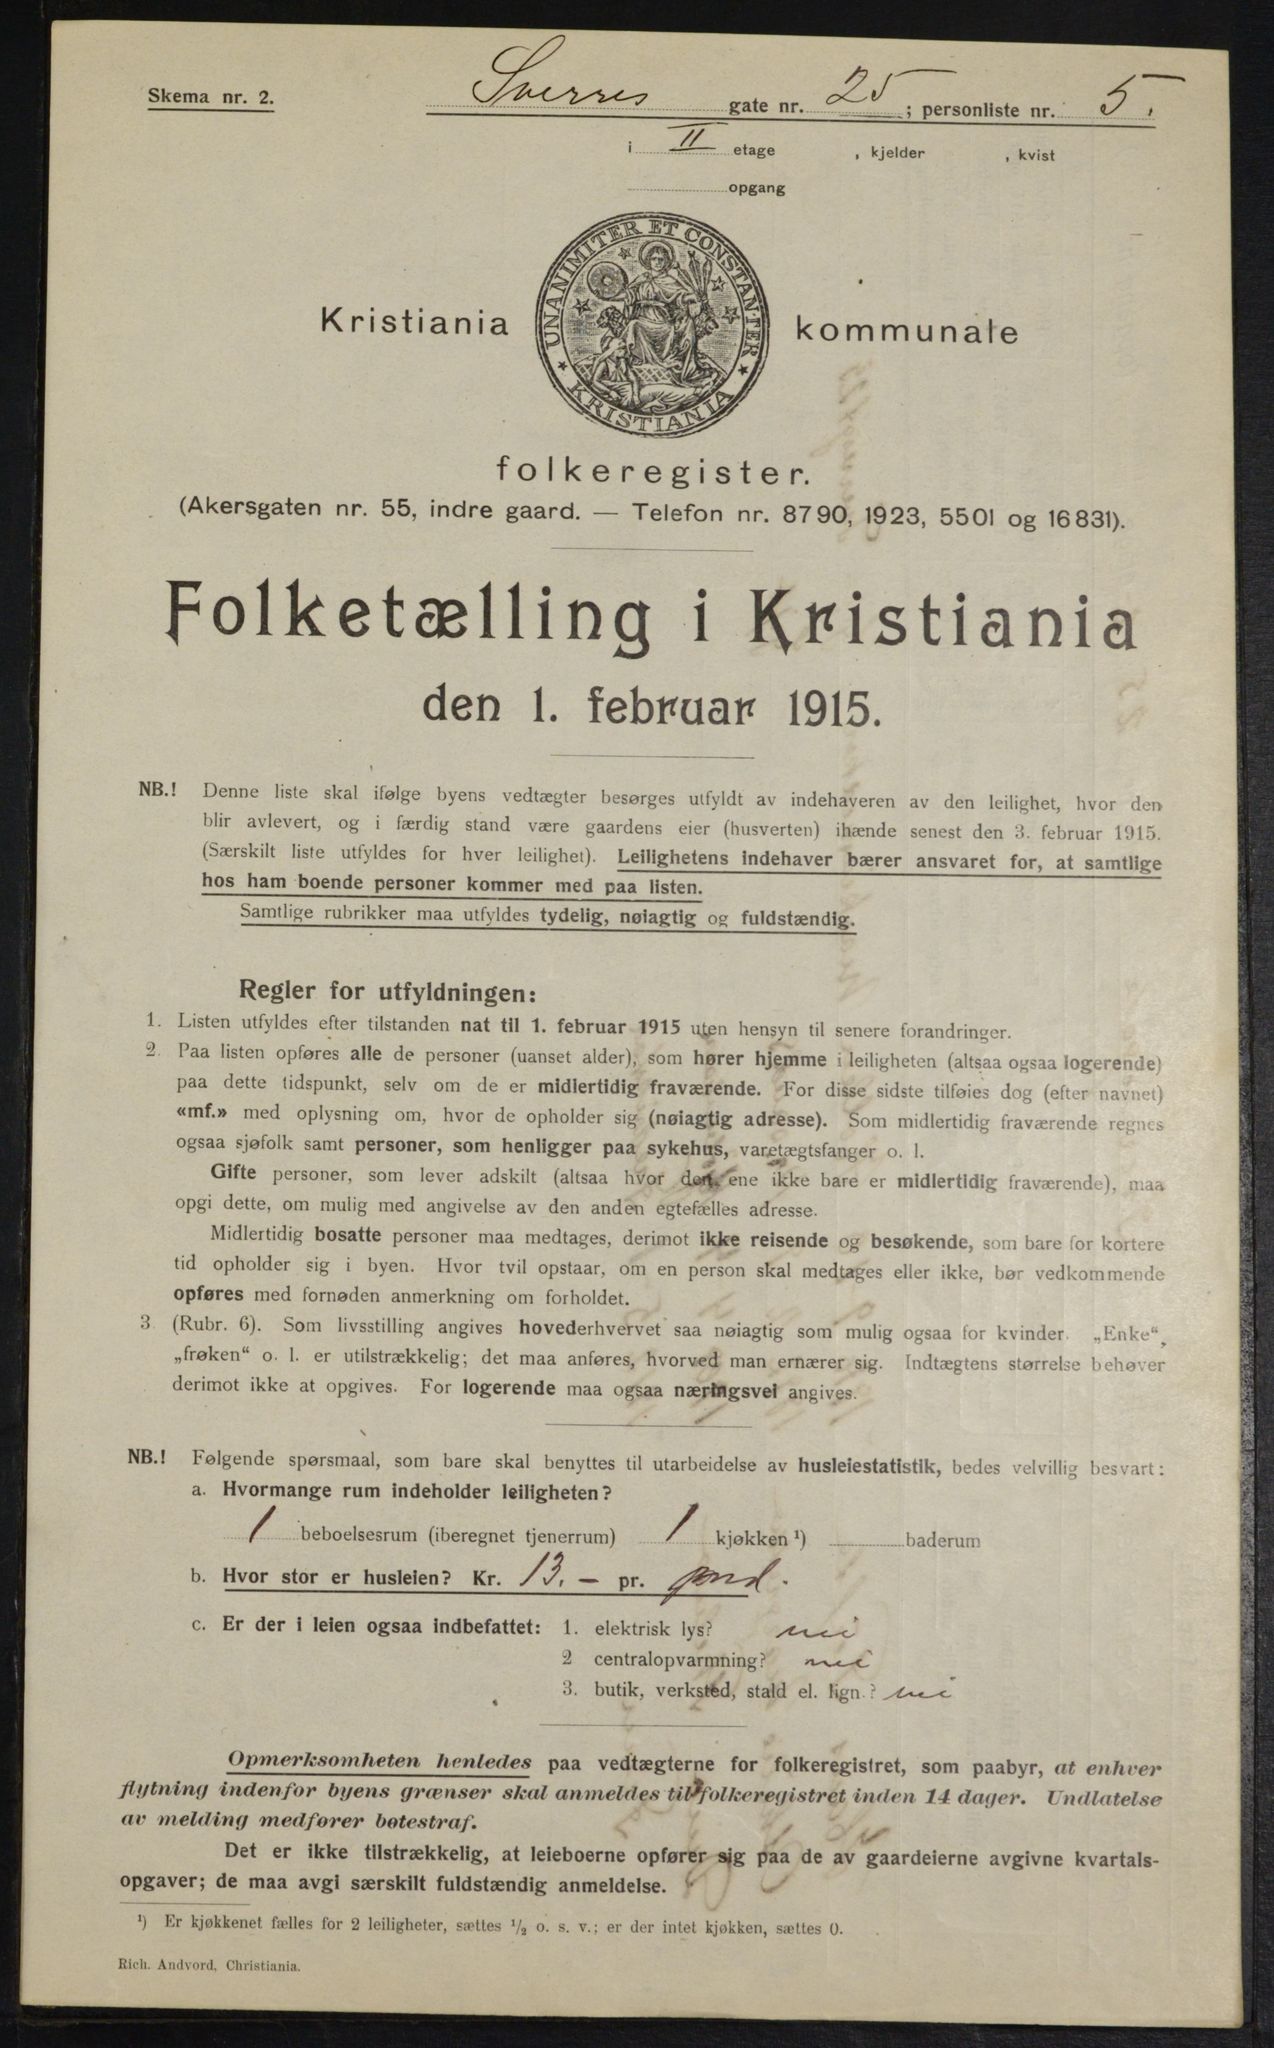 Skema nr. 2.
Sverres gate nr. 25 ; personliste nr. 5.
i II etage , kjelder , kvist
opgang
UNANIMITER ET CONSTANTER
KRISTIANIA
Kristiania kommunale
folkeregister.
(Akersgaten nr. 55, indre gaard. — Telefon nr. 8790, 1923, 5501 og 16831).
Folketælling i Kristiania
den 1. februar 1915.
NB.! Denne liste skal ifølge byens vedtægter besørges utfyldt av indehaveren av den leilighet, hvor den
blir avlevert, og i færdig stand være gaardens eier (husverten) ihænde senest den 3. februar 1915.
(Særskilt liste utfyldes for hver leilighet). Leilighetens indehaver bærer ansvaret for, at samtlige
hos ham boende personer kommer med paa listen.
Samtlige rubrikker maa utfyldes tydelig, nøiagtig og fuldstændig.
Regler for utfyldningen:
1. Listen utfyldes efter tilstanden nat til 1. februar 1915 uten hensyn til senere forandringer.
2. Paa listen opføres alle de personer (uanset alder), som hører hjemme i leiligheten (altsaa ogsaa logerende)
paa dette tidspunkt, selv om de er midlertidig fraværende. For disse sidste tilføies dog (efter navnet)
«mf.» med oplysning om, hvor de opholder sig (nøiagtig adresse). Som midlertidig fraværende regnes
ogsaa sjøfolk samt personer, som henligger paa sykehus, varetægtsfanger o. l.
Gifte personer, som lever adskilt (altsaa hvor den ene ikke bare er midlertidig fraværende), maa
opgi dette, om mulig med angivelse av den anden egtefælles adresse.
Midlertidig bosatte personer maa medtages, derimot ikke reisende og besøkende, som bare for kortere
tid opholder sig i byen. Hvor tvil opstaar, om en person skal medtages eller ikke, bør vedkommende
opføres med fornøden anmerkning om forholdet.
3 (Rubr. 6). Som livsstilling angives hovederhvervet saa nøiagtig som mulig ogsaa for kvinder. „Enke“,
„frøken“ o. l. er utilstrækkelig; det maa anføres, hvorved man ernærer sig. Indtægtens størrelse behøver
derimot ikke at opgives. For logerende maa ogsaa næringsvei angives.
NB.! Følgende spørsmaal, som bare skal benyttes til utarbeidelse av husleiestatistik, bedes velvillig besvart:
a. Hvormange rum indeholder leiligheten?
1 beboelsesrum (iberegnet tjenerrum) 1 kjøkken ¹) baderum
b. Hvor stor er husleien? Kr. 13.- pr. md.
c. Er der i leien ogsaa indbefattet: 1. elektrisk lys? nei
2 centralopvarmning? nei
3. butik, verksted, stald el. lign.? nei
Opmerksomheten henledes paa vedtægterne for folkeregistret, som paabyr, at enhver
flytning indenfor byens grænser skal anmeldes til folkeregistret inden 14 dager. Undlatelse
av melding medfører bøtestraf.
Det er ikke tilstrækkelig, at leieboerne opfører sig paa de av gaardeierne avgivne kvartals-
opgaver; de maa avgi særskilt fuldstændig anmeldelse.
¹) Er kjøkkenet fælles for 2 leiligheter, sættes ½ o. s. v.; er der intet kjøkken, sættes 0.
Rich. Andvord, Christiania.